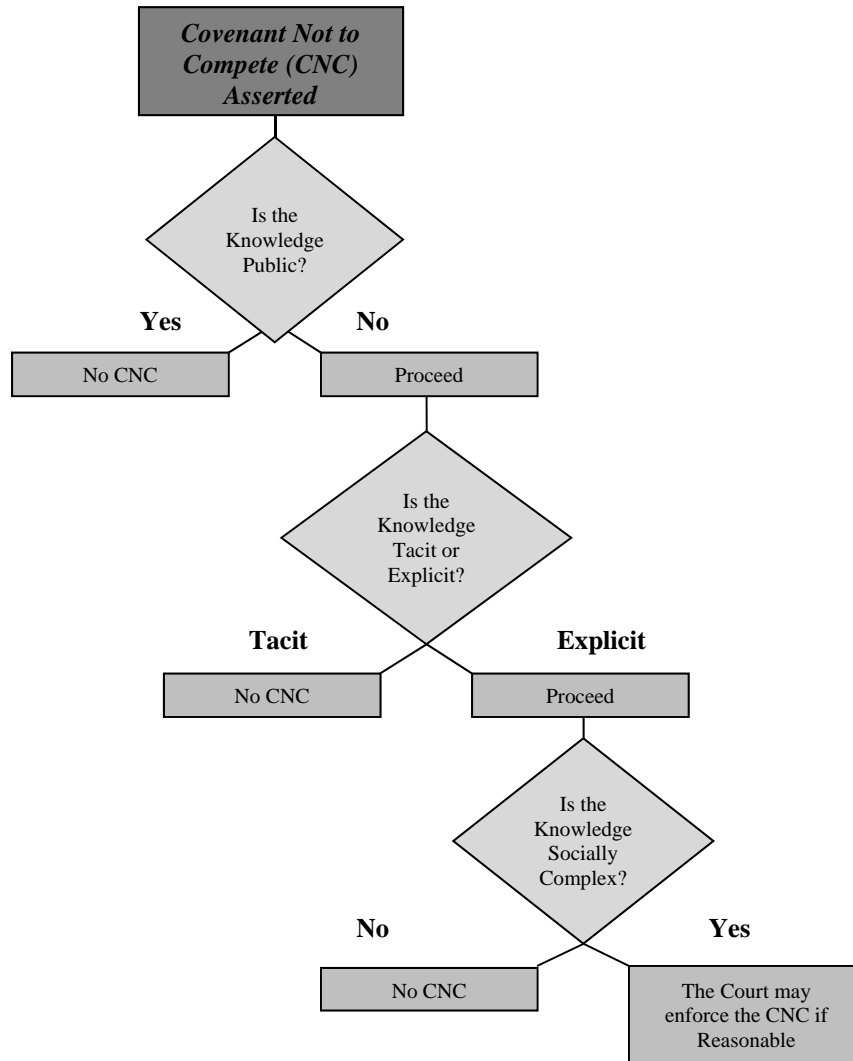 Covenant Not to
Compete (CNC)
Asserted
Is the
Knowledge
Public?
Yes
No
No CNC
Proceed
Is the
Knowledge
Tacit or
Explicit?
Tacit
Explicit
No CNC
Proceed
Is the
Knowledge
Socially
Complex?
No
Yes
No CNC
The Court may
enforce the CNC if
Reasonable